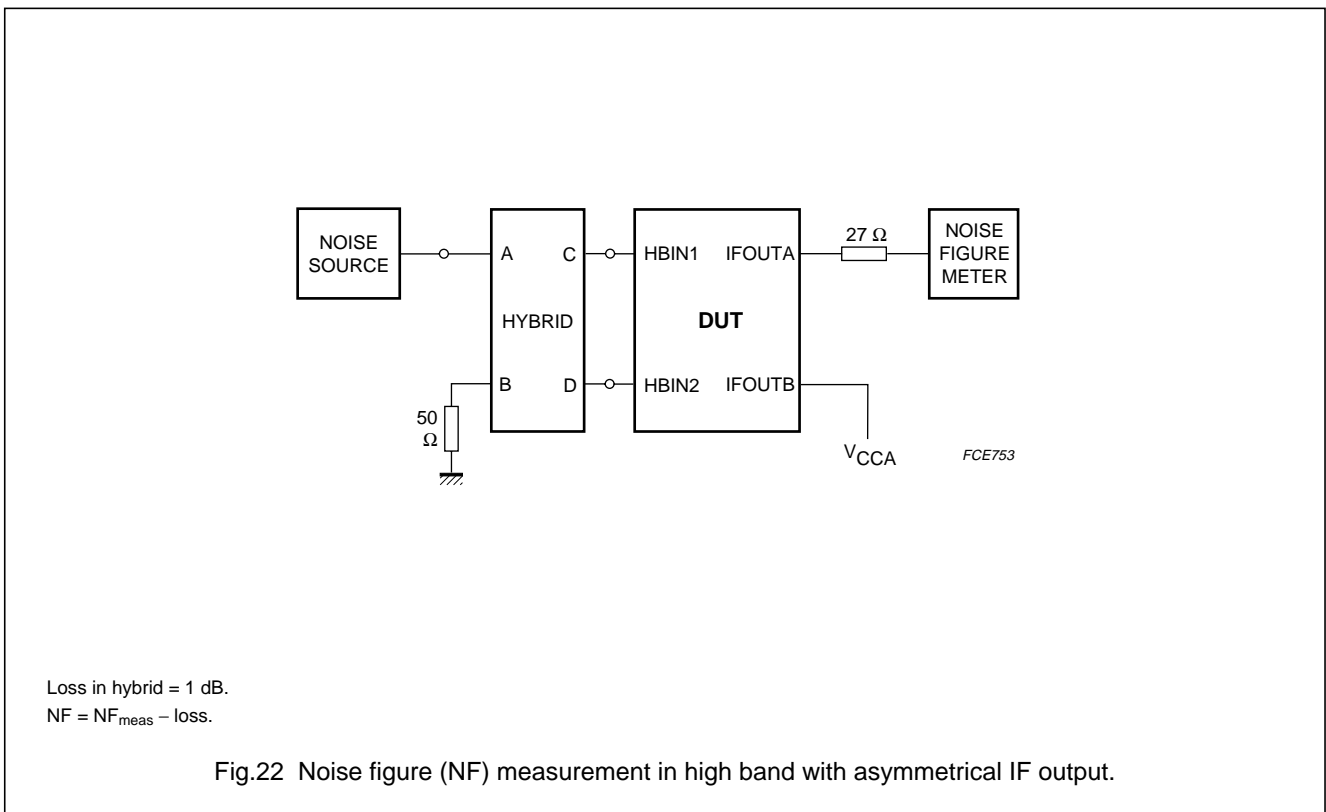 NOISE
SOURCE
A
B
C
D
HYBRID
50
Ω
HBIN1
HBIN2
IFOUTA
IFOUTB
DUT
27 Ω
NOISE
FIGURE
METER
VCCA
FCE753
Loss in hybrid = 1 dB.
NF = NFmeas − loss.
Fig.22 Noise figure (NF) measurement in high band with asymmetrical IF output.